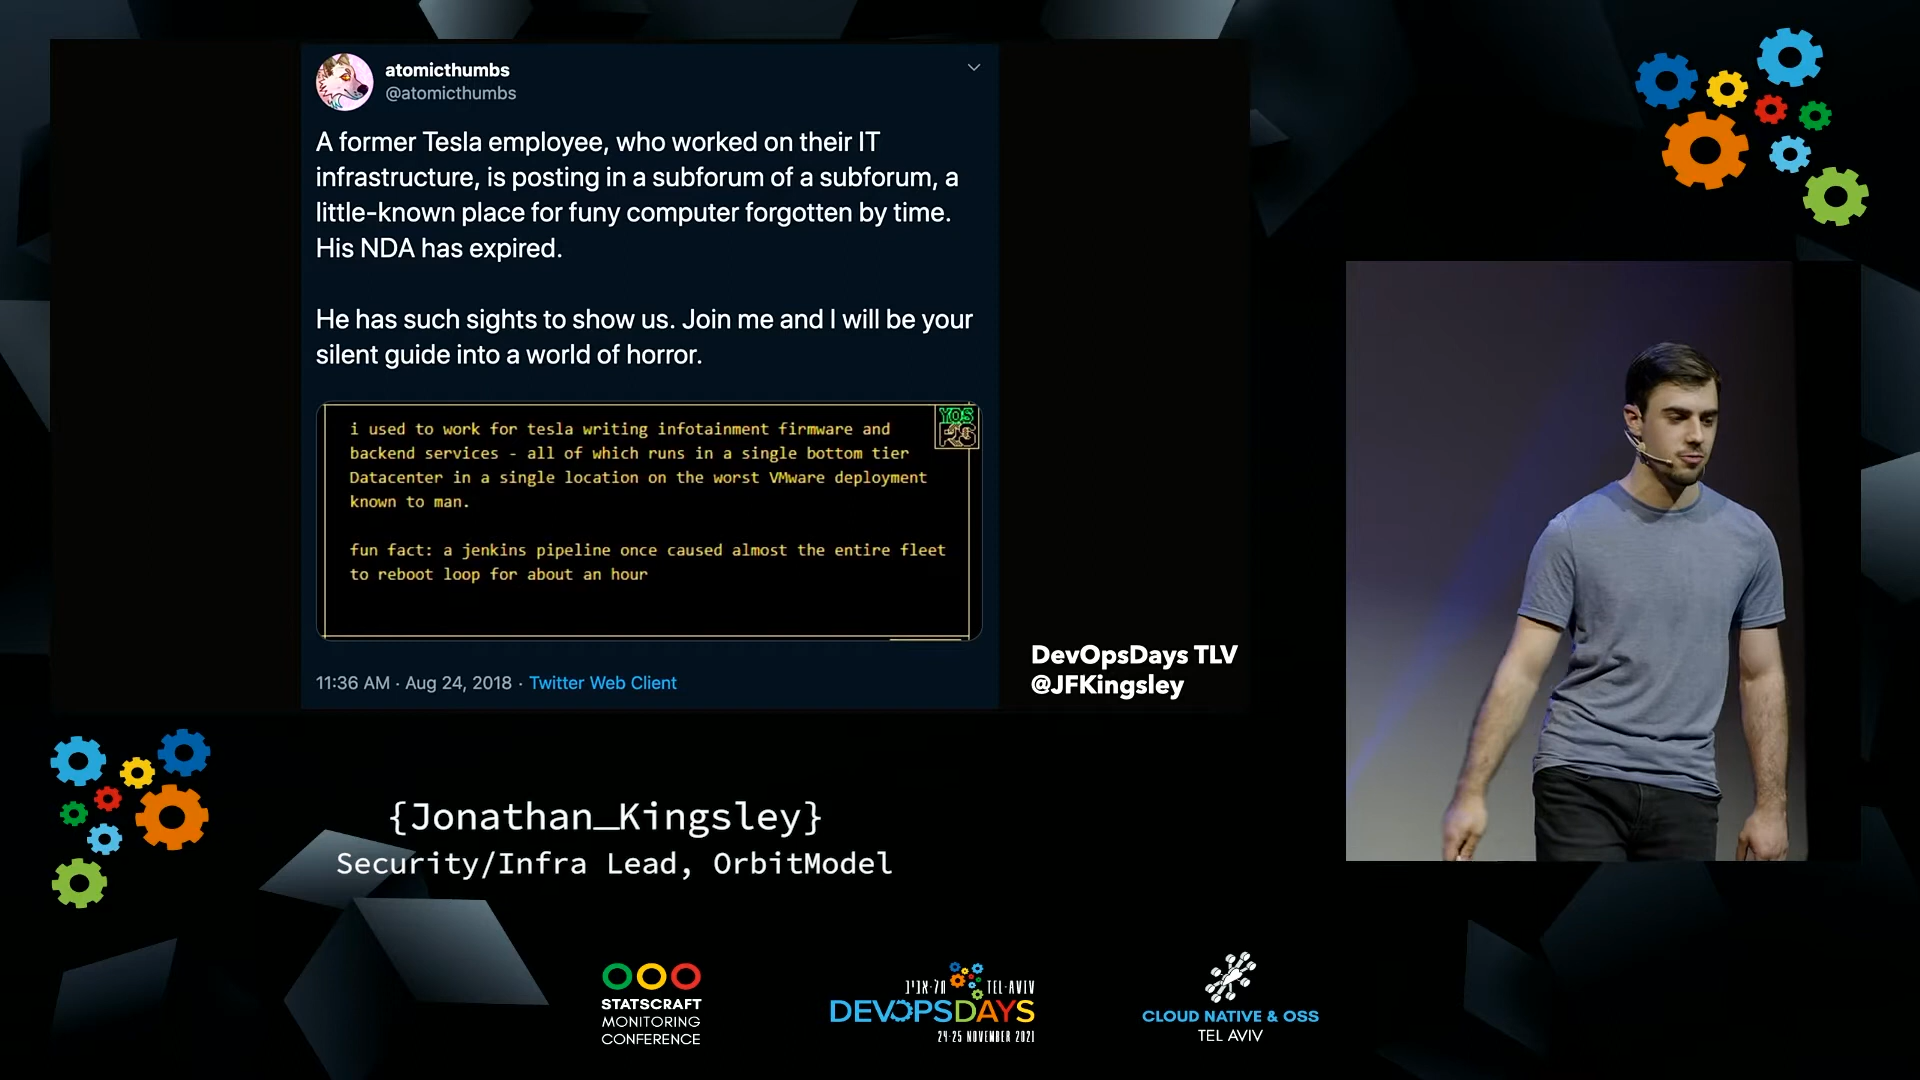 atomicthumbs
@atomicthumbs
A former Tesla employee, who worked on their IT
infrastructure, is posting in a subforum of a subforum, a
little-known place for funy computer forgotten by time.
His NDA has expired.
He has such sights to show us. Join me and I will be your
silent guide into a world of horror.
YOS
POS
i used to work for tesla writing infotainment firmware and
backend services - all of which runs in a single bottom tier
Datacenter in a single location on the worst VMware deployment
known to man.
fun fact: a jenkins pipeline once caused almost the entire fleet
to reboot loop for about an hour
11:36 AM · Aug 24, 2018 · Twitter Web Client
DevOpsDays TLV
@JFKingsley
{Jonathan_Kingsley}
Security/Infra Lead, OrbitModel
STATSCRAFT
MONITORING
CONFERENCE
תל-אביב TEL-AVIV
DEVOPSDAYS
24-25 NOVEMBER 2021
CLOUD NATIVE & OSS
TEL AVIV